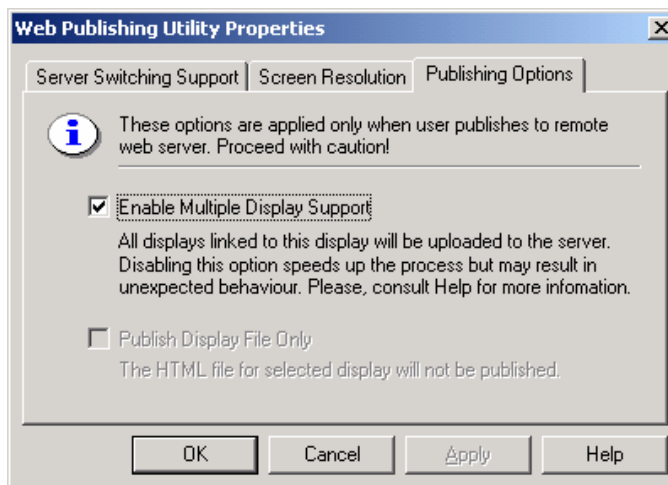 Web Publishing Utility Properties
Server Switching Support
Screen Resolution
Publishing Options
These options are applied only when user publishes to remote
web server. Proceed with caution!
Enable Multiple Display Support
All displays linked to this display will be uploaded to the server.
Disabling this option speeds up the process but may result in
unexpected behaviour. Please, consult Help for more infomation.
Publish Display File Only
The HTML file for selected display will not be published.
OK
Cancel
Apply
Help